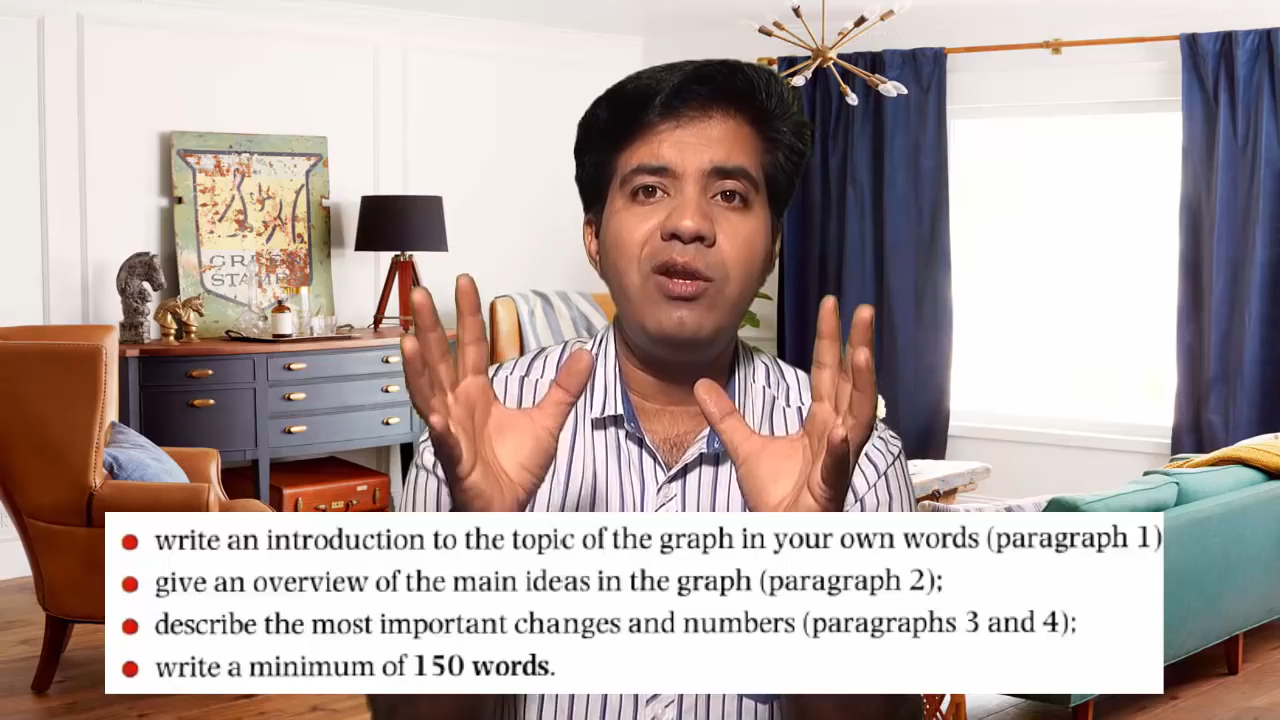 GREEN
STAMPS
write an introduction to the topic of the graph in your own words (paragraph 1)
give an overview of the main ideas in the graph (paragraph 2);
describe the most important changes and numbers (paragraphs 3 and 4);
write a minimum of 150 words.